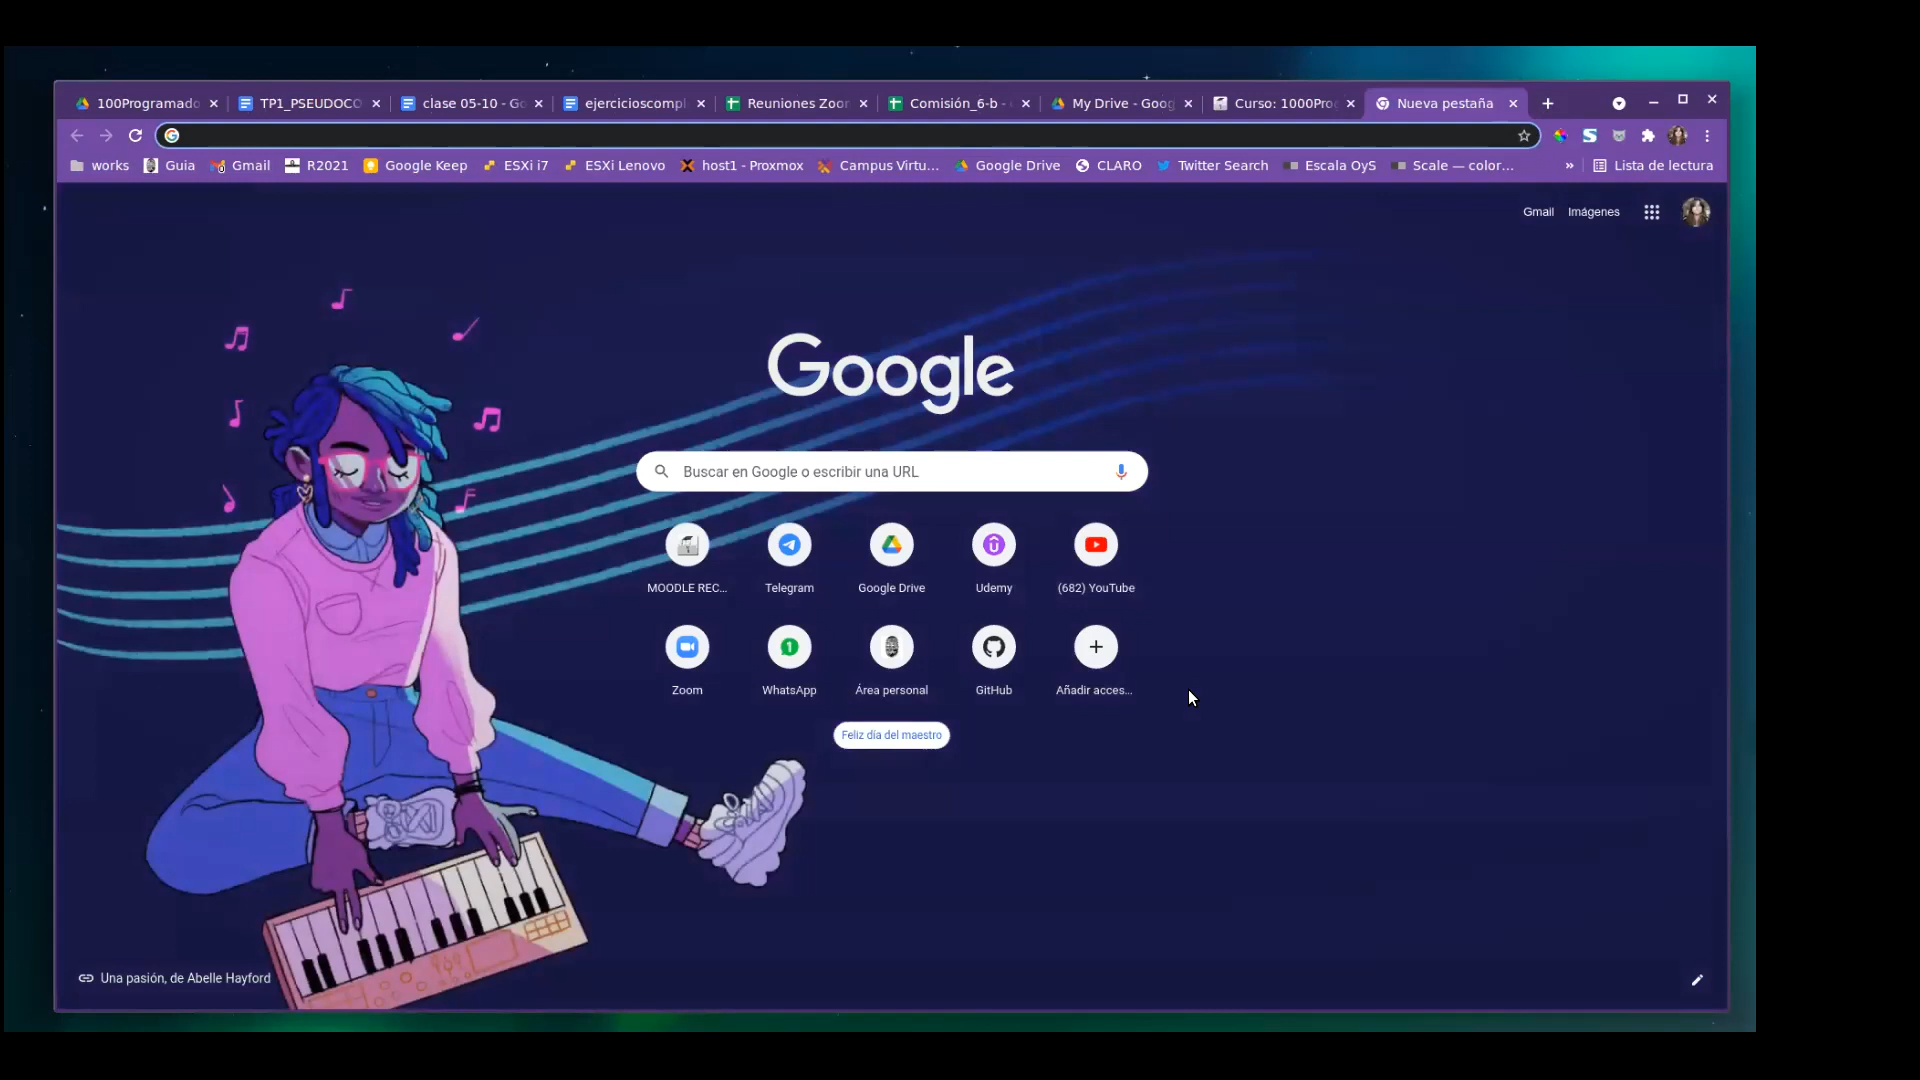 100Programado
TP1_PSEUDOCO
clase 05-10 - Go
ejercicioscompl
Reuniones Zoor
Comisión_6-b -
My Drive - Goog
Curso: 1000Pro
Nueva pestaña
works
Guia
Gmail
R2021
Google Keep
ESXi i7
ESXi Lenovo
host1 - Proxmox
Campus Virtu...
Google Drive
CLARO
Twitter Search
Escala OyS
Scale — color...
»
Lista de lectura
Gmail
Imágenes
Google
Buscar en Google o escribir una URL
MOODLE REC...
Telegram
Google Drive
Udemy
(682) YouTube
Zoom
WhatsApp
Área personal
GitHub
Añadir acces...
Feliz día del maestro
Una pasión, de Abelle Hayford